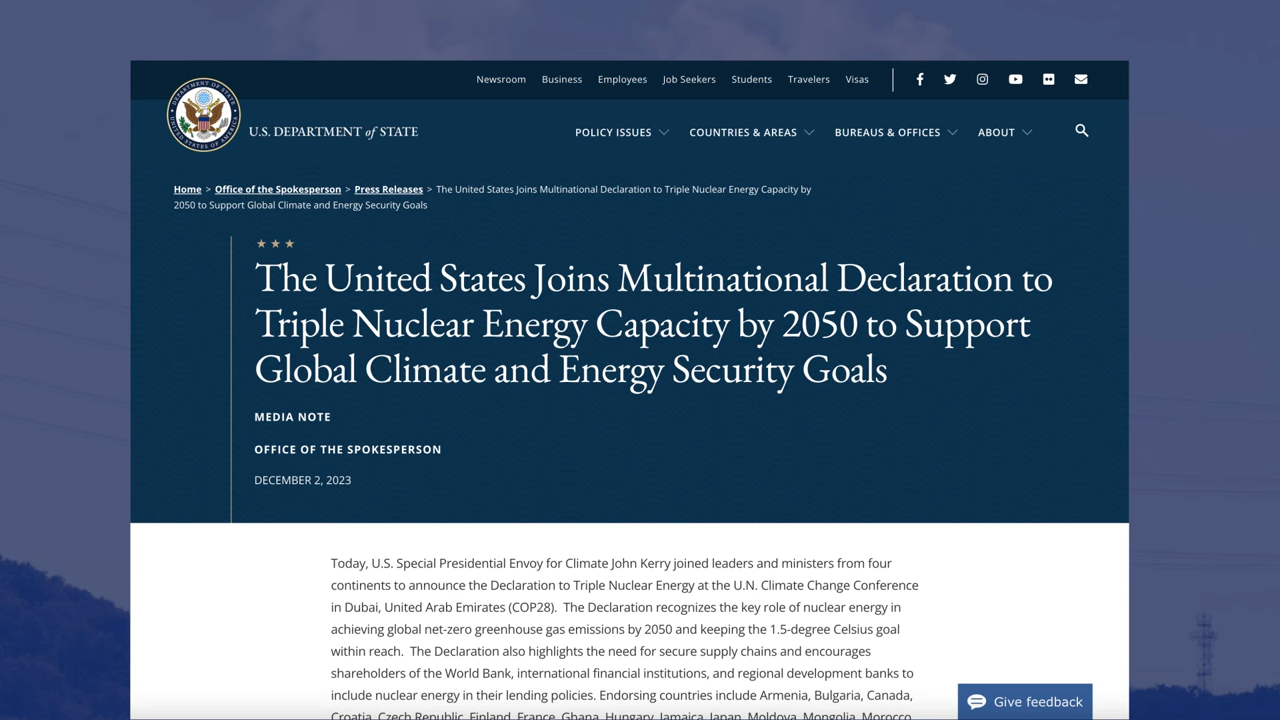 Newsroom Business Employees Job Seekers Students Travelers Visas
U.S. DEPARTMENT of STATE
POLICY ISSUES COUNTRIES & AREAS BUREAUS & OFFICES ABOUT
Home > Office of the Spokesperson > Press Releases > The United States Joins Multinational Declaration to Triple Nuclear Energy Capacity by
2050 to Support Global Climate and Energy Security Goals
The United States Joins Multinational Declaration to
Triple Nuclear Energy Capacity by 2050 to Support
Global Climate and Energy Security Goals
MEDIA NOTE
OFFICE OF THE SPOKESPERSON
DECEMBER 2, 2023
Today, U.S. Special Presidential Envoy for Climate John Kerry joined leaders and ministers from four
continents to announce the Declaration to Triple Nuclear Energy at the U.N. Climate Change Conference
in Dubai, United Arab Emirates (COP28).  The Declaration recognizes the key role of nuclear energy in
achieving global net-zero greenhouse gas emissions by 2050 and keeping the 1.5-degree Celsius goal
within reach.  The Declaration also highlights the need for secure supply chains and encourages
shareholders of the World Bank, international financial institutions, and regional development banks to
include nuclear energy in their lending policies. Endorsing countries include Armenia, Bulgaria, Canada,
Croatia, Czech Republic, Finland, France, Ghana, Hungary, Jamaica, Japan, Moldova, Mongolia, Morocco,
Give feedback